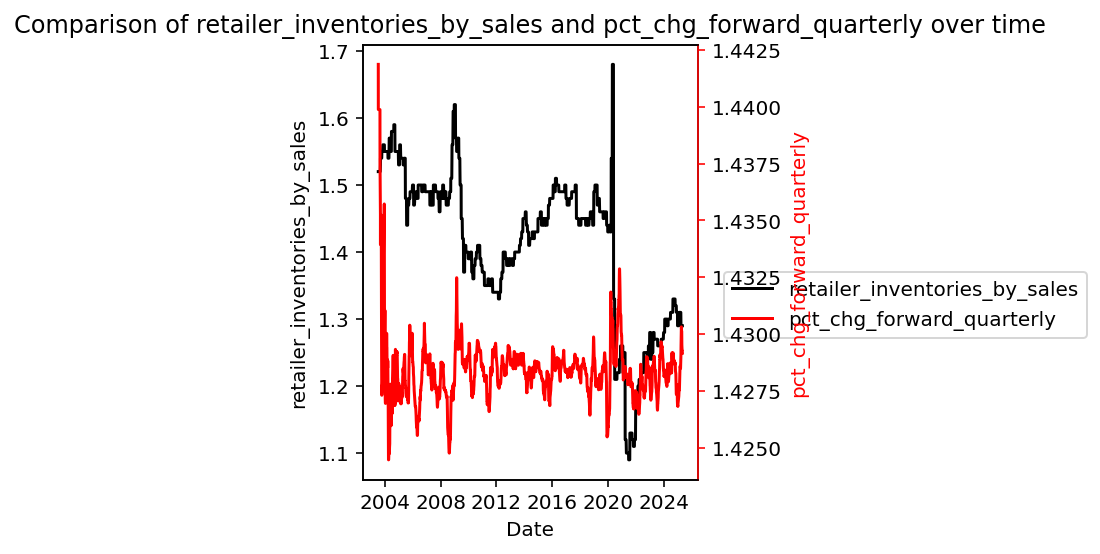 Comparison of retailer_inventories_by_sales and pct_chg_forward_quarterly over time
retailer_inventories_by_sales
1.7
1.6
1.5
1.4
1.3
1.2
1.1
2004 2008 2012 2016 2020 2024
Date
1.4425
1.4400
1.4375
1.4350
1.4325
1.4300
1.4275
1.4250
pct_chg_forward_quarterly
retailer_inventories_by_sales
pct_chg_forward_quarterly